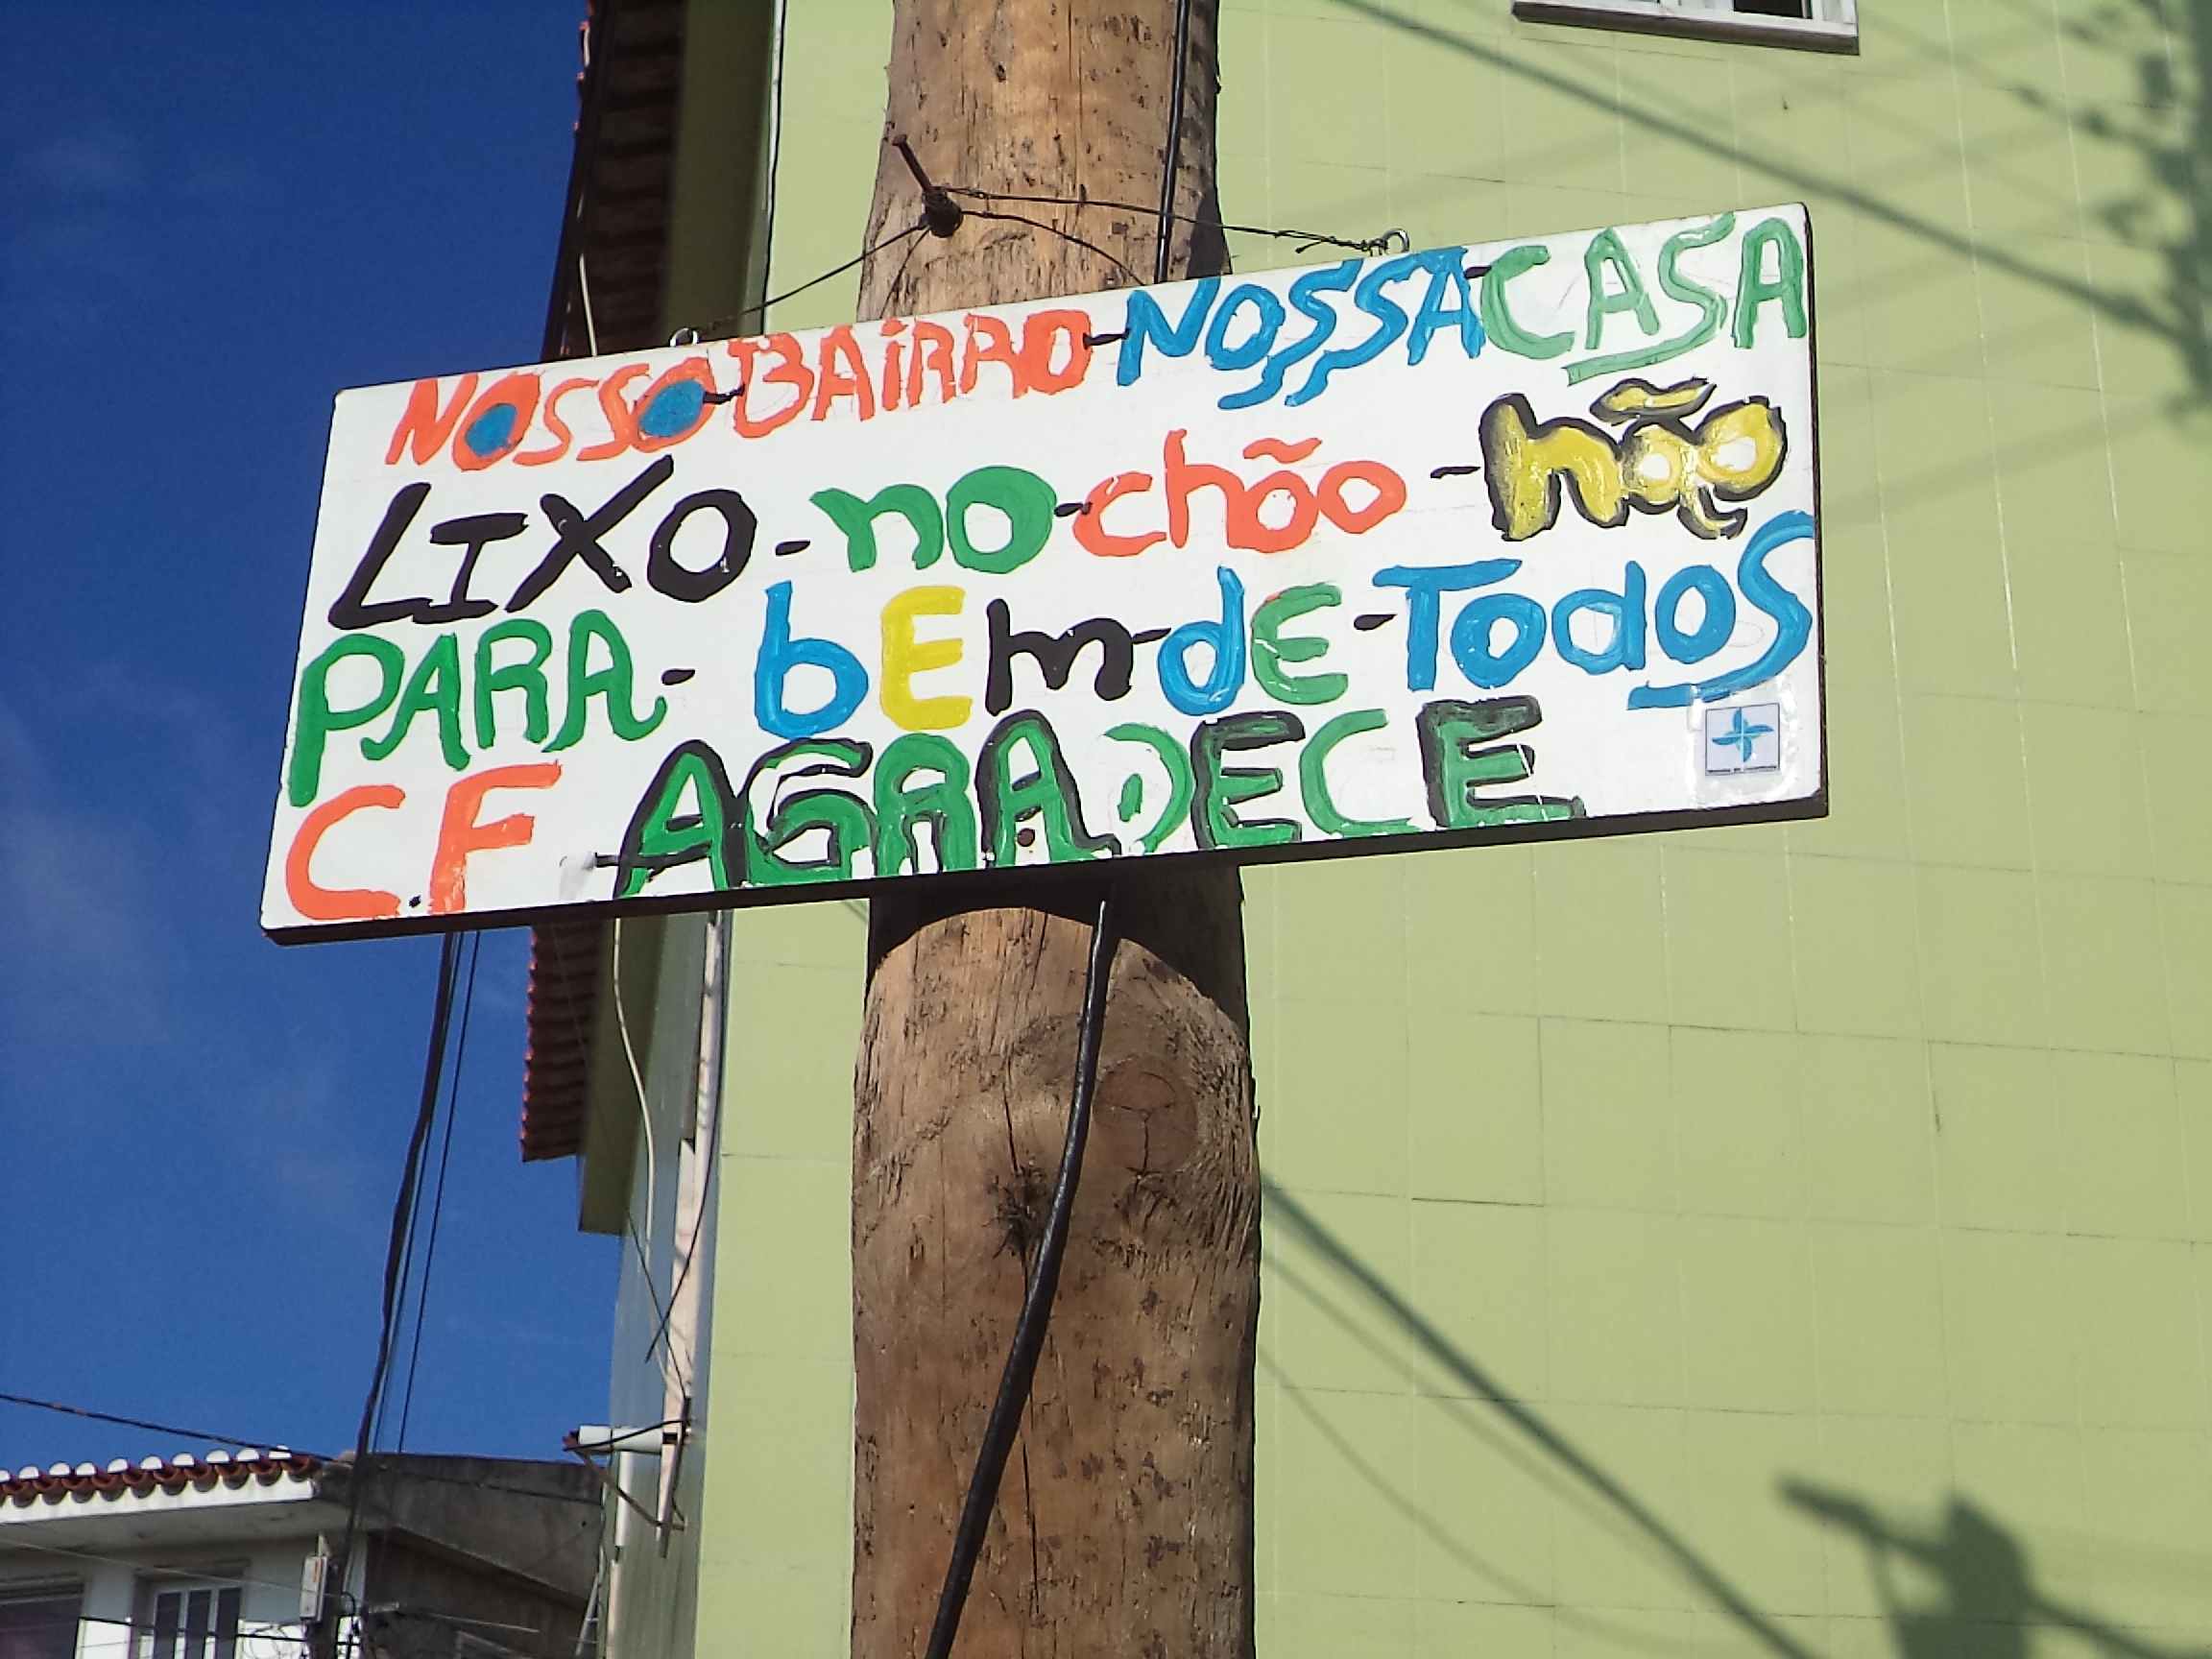 NOSSO-BAiRRO-NOSSA-CASA
LIXO-no-chão-não
PARA-bEm-dE-TodoS
C.F AGRADECE